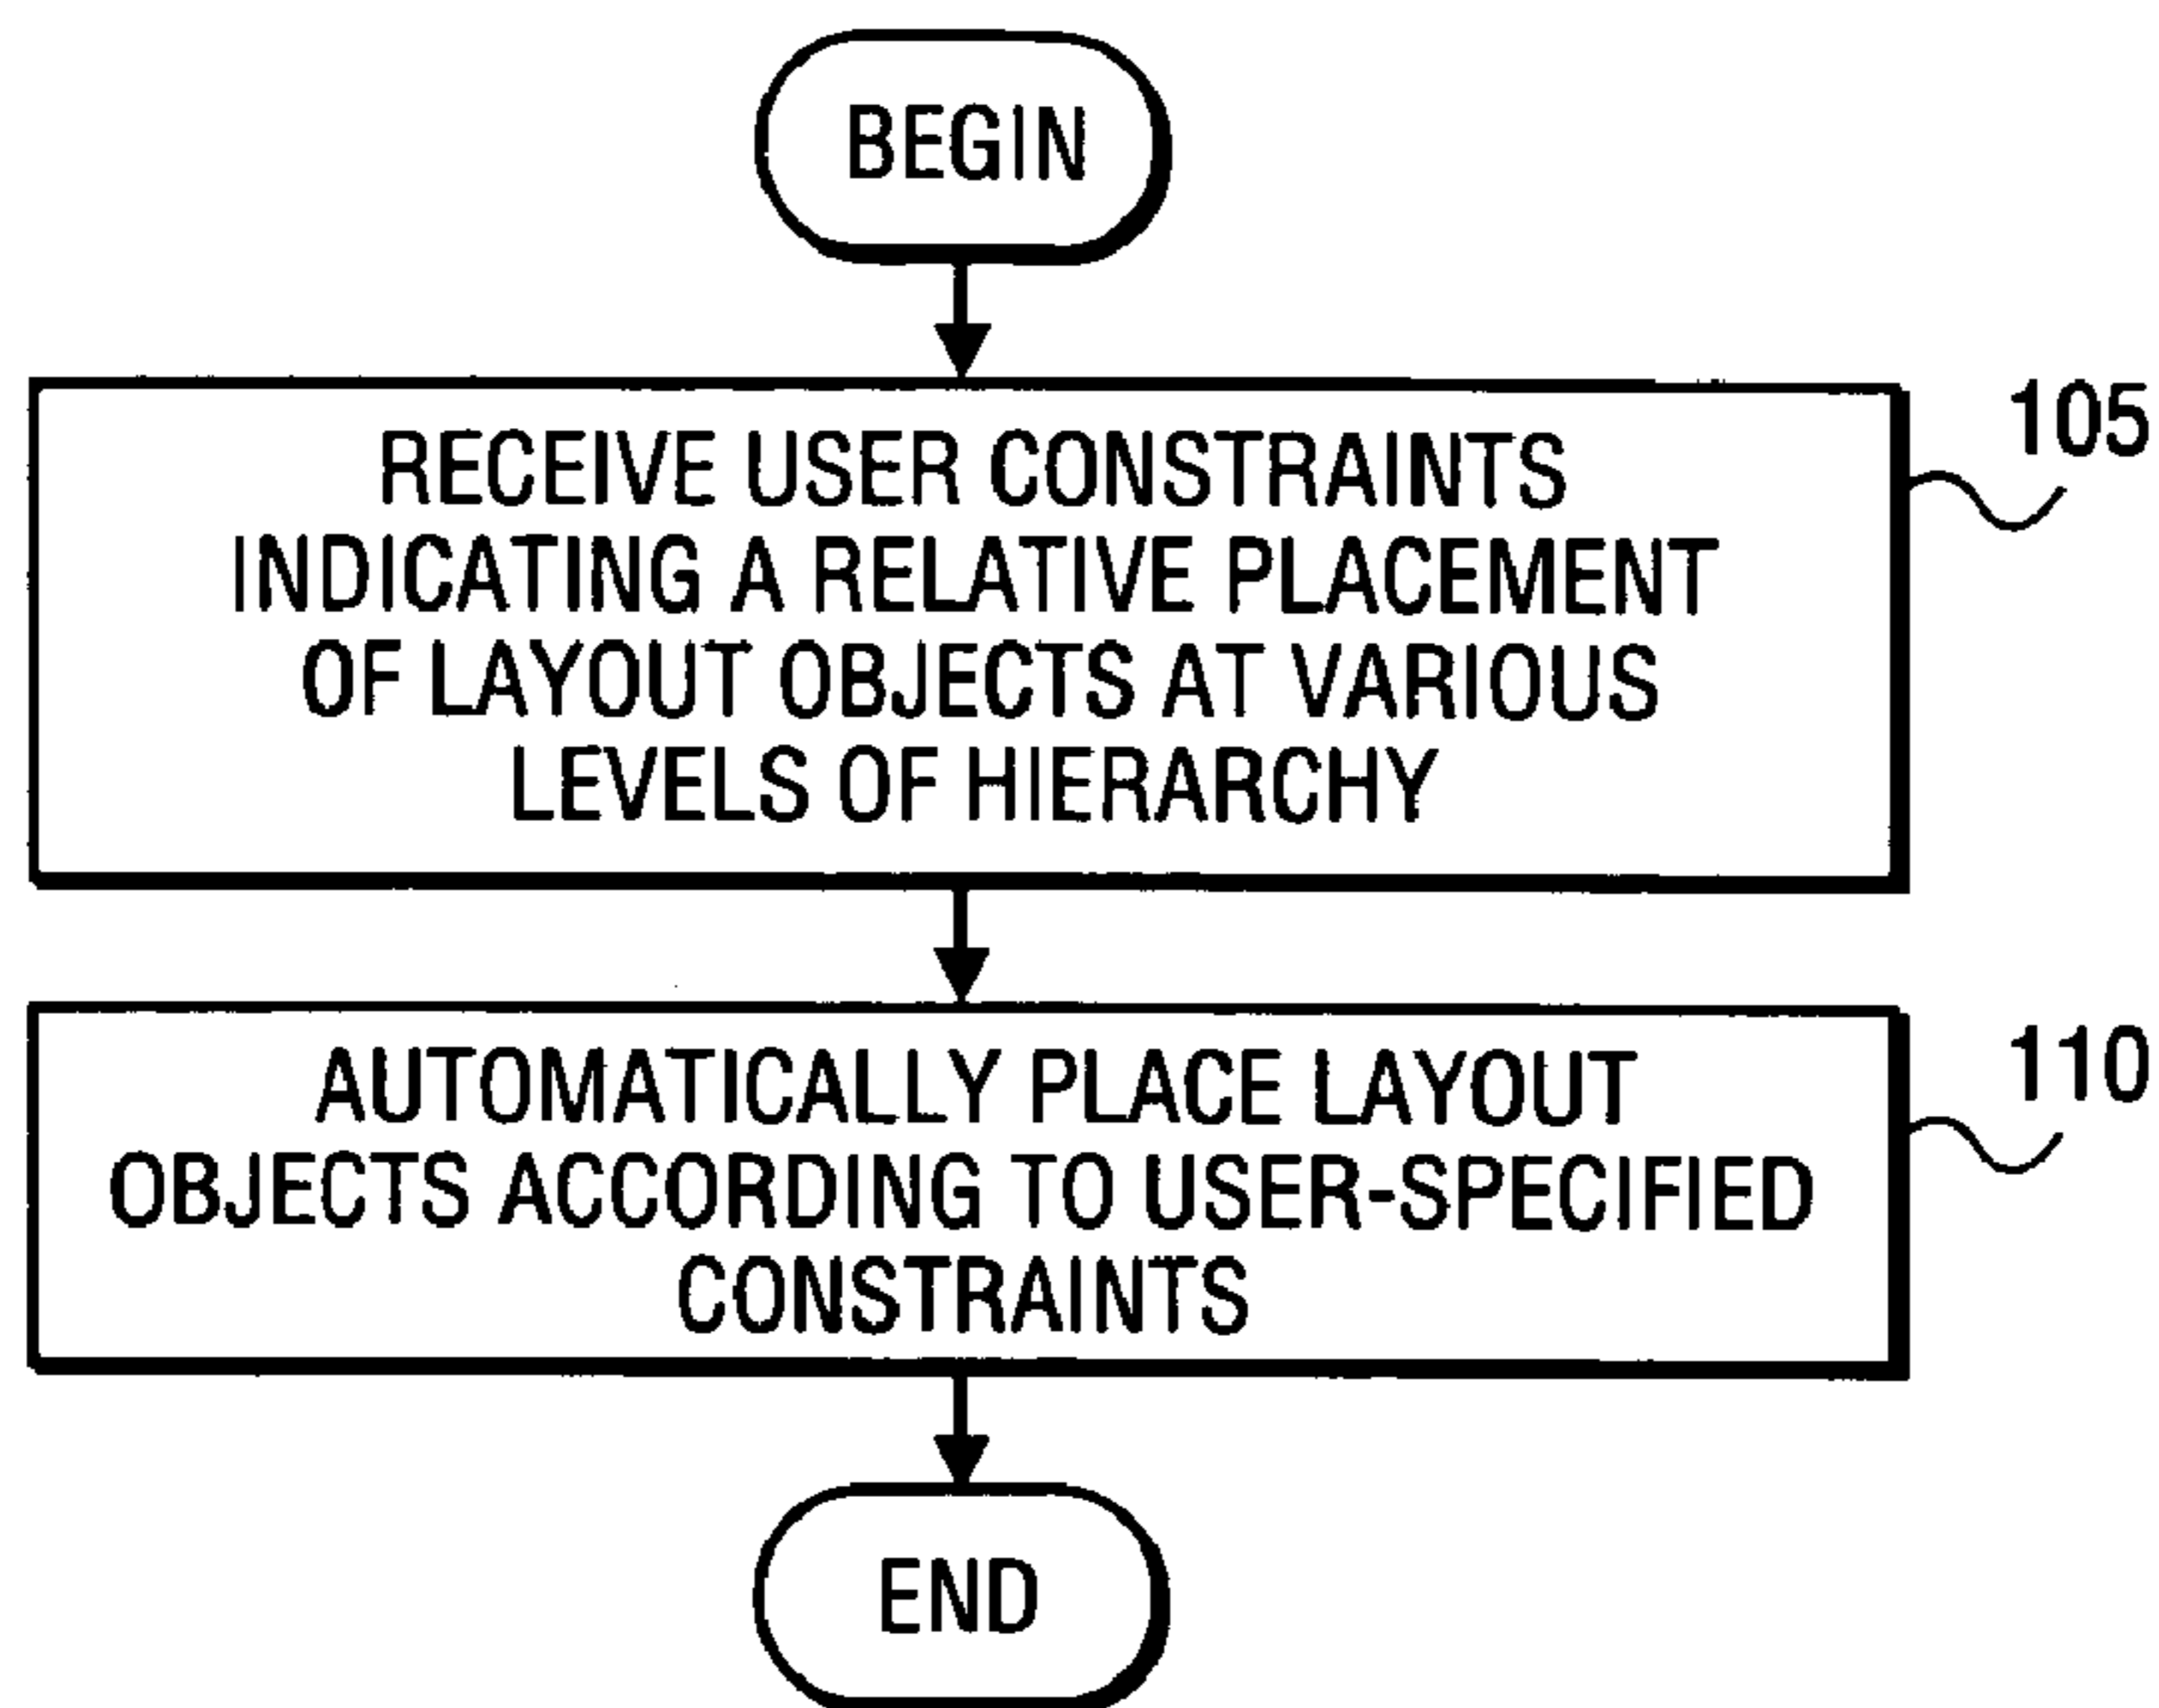 BEGIN
RECEIVE USER CONSTRAINTS
INDICATING A RELATIVE PLACEMENT
OF LAYOUT OBJECTS AT VARIOUS
LEVELS OF HIERARCHY
105
AUTOMATICALLY PLACE LAYOUT
OBJECTS ACCORDING TO USER-SPECIFIED
CONSTRAINTS
110
END